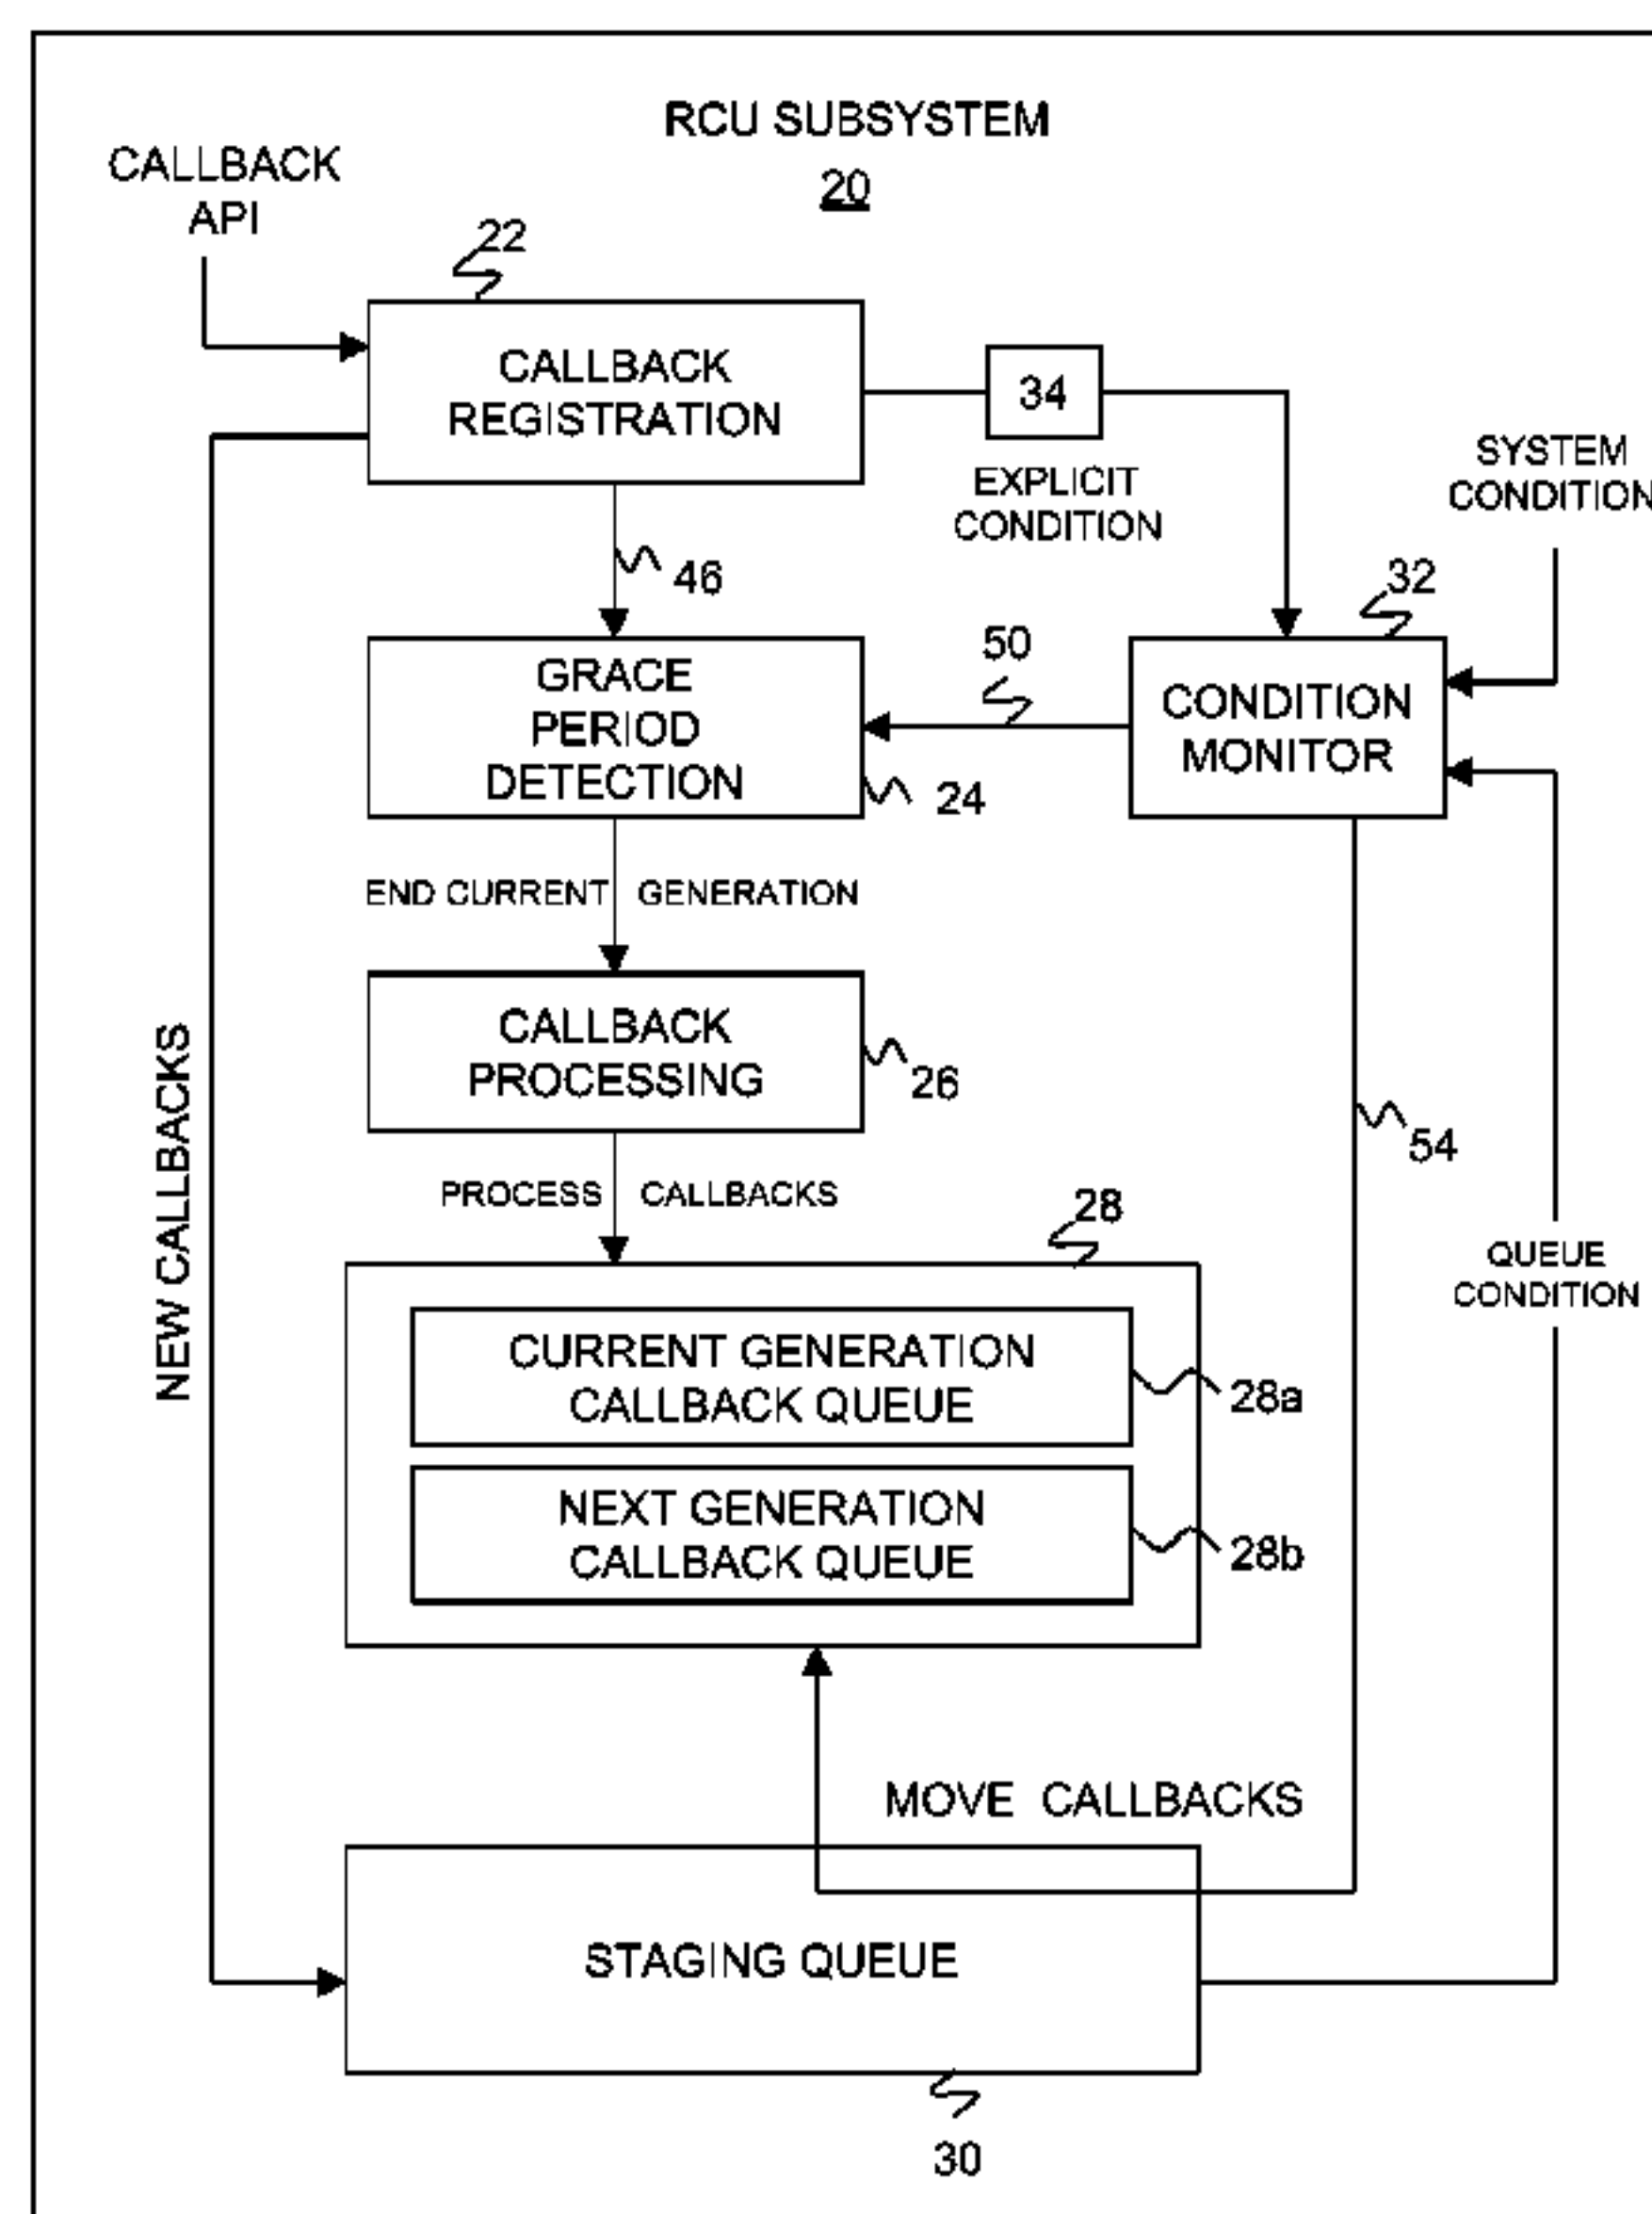 RCU SUBSYSTEM
20
CALLBACK
API
22
CALLBACK
REGISTRATION
34
EXPLICIT
CONDITION
SYSTEM
CONDITION
46
32
50
GRACE
PERIOD
DETECTION
24
CONDITION
MONITOR
END CURRENT GENERATION
CALLBACK
PROCESSING
26
54
NEW CALLBACKS
PROCESS CALLBACKS
28
QUEUE
CONDITION
CURRENT GENERATION
CALLBACK QUEUE
28a
NEXT GENERATION
CALLBACK QUEUE
28b
MOVE CALLBACKS
STAGING QUEUE
30